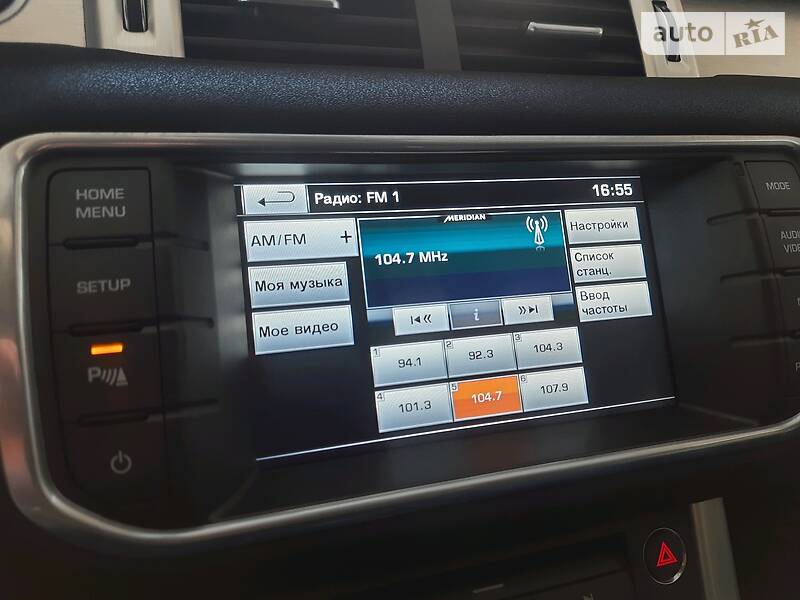 auto RIA
HOME
MENU
SETUP
P
Радио: FM 1
16:55
AM/FM +
MERIDIAN
104.7 MHz
Настройки
Список
станц.
Ввод
частоты
Моя музыка
Мое видео
i
1 94.1
2 92.3
3 104.3
4 101.3
5 104.7
6 107.9
MODE